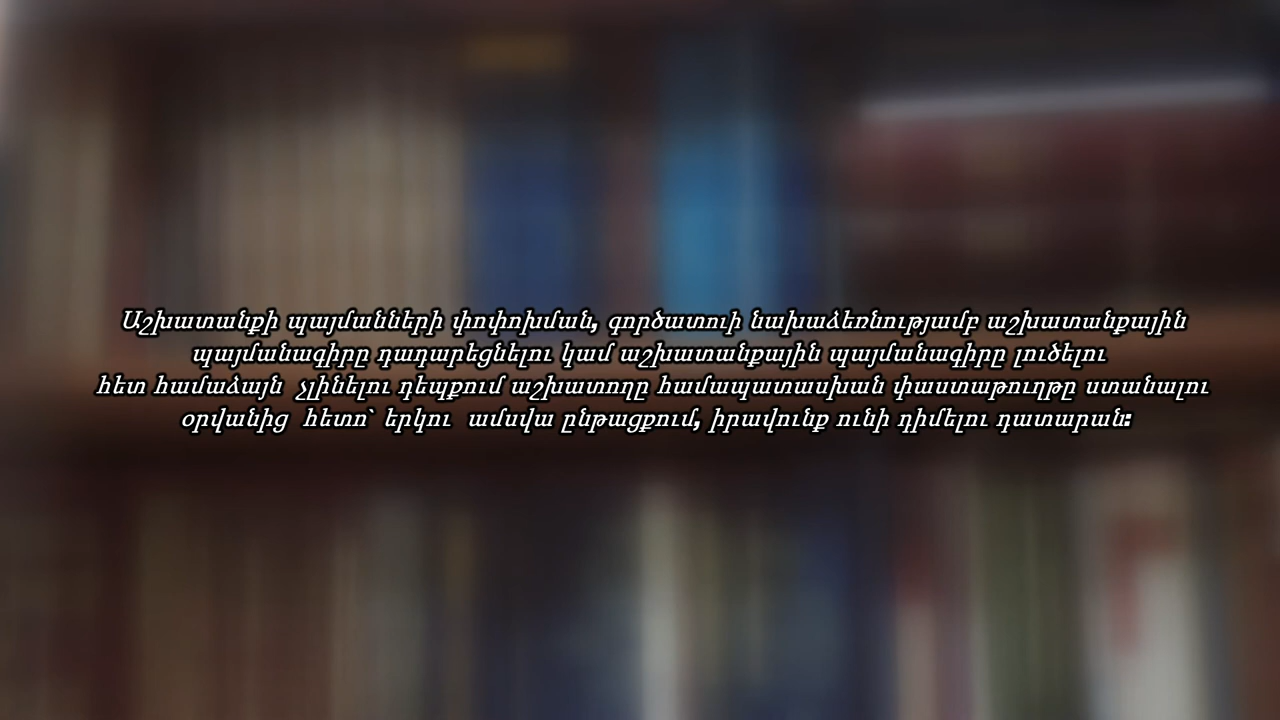 Աշխատանքի պայմանների փոփոխման, գործատուի նախաձեռնությամբ աշխատանքային
պայմանագիրը դադարեցնելու կամ աշխատանքային պայմանագիրը լուծելու
հետ համաձայն չլինելու դեպքում աշխատողը համապատասխան փաստաթուղթը ստանալու
օրվանից հետո՝ երկու ամսվա ընթացքում, իրավունք ունի դիմելու դատարան: